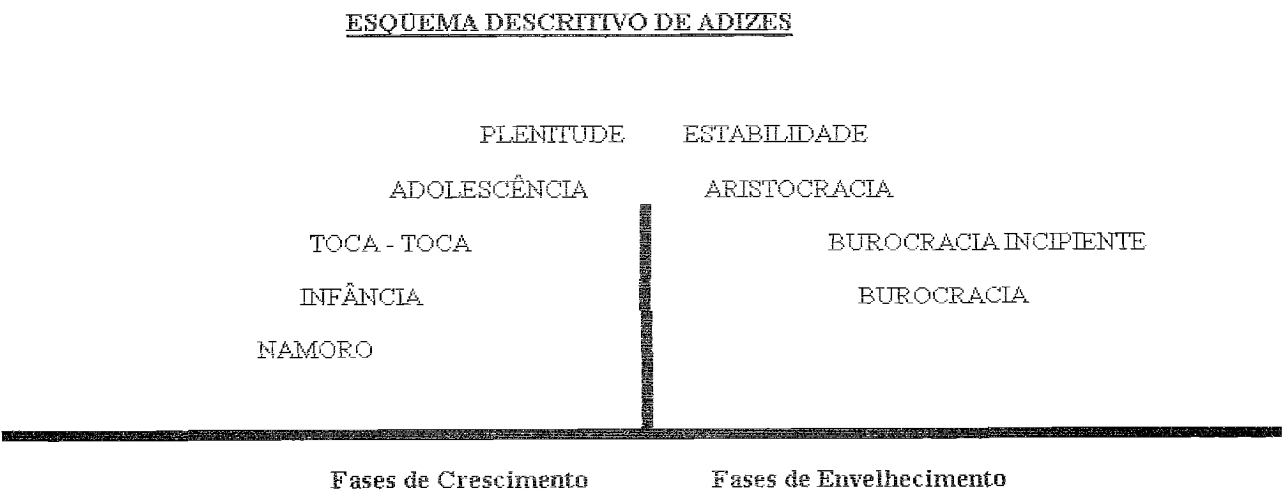 ESQUEMA DESCRITIVO DE ADIZES
PLENITUDE ESTABILIDADE
ADOLESCÊNCIA ARISTOCRACIA
TOCA - TOCA BUROCRACIA INCIPIENTE
INFÂNCIA BUROCRACIA
NAMORO
Fases de Crescimento Fases de Envelhecimento